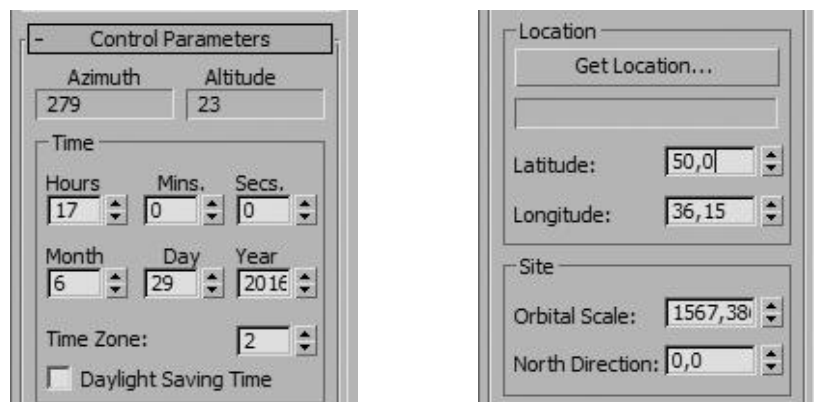 - Control Parameters
Azimuth Altitude
279 23
Time
Hours Mins. Secs.
17 0 0
Month Day Year
6 29 2016
Time Zone: 2
Daylight Saving Time
Location
Get Location...
Latitude: 50,0
Longitude: 36,15
Site
Orbital Scale: 1567,38
North Direction: 0,0